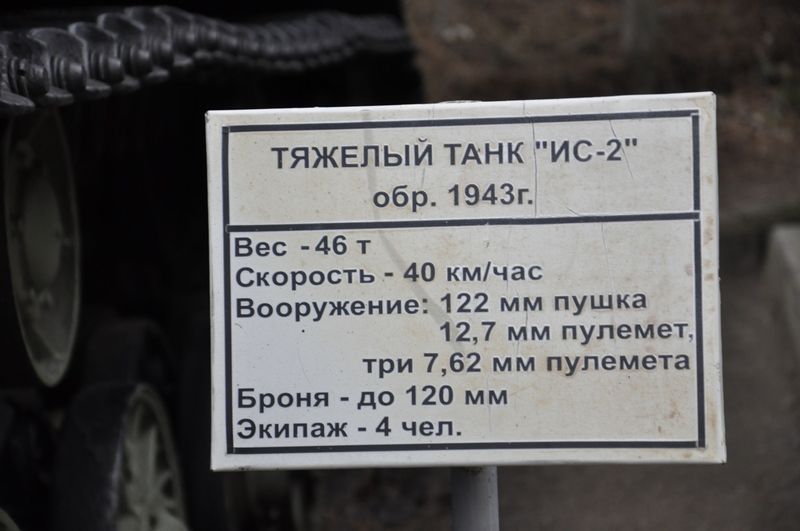 ТЯЖЕЛЫЙ ТАНК "ИС-2"
обр. 1943г.
Вес - 46 т
Скорость - 40 км/час
Вооружение: 122 мм пушка
12,7 мм пулемет,
три 7,62 мм пулемета
Броня - до 120 мм
Экипаж - 4 чел.